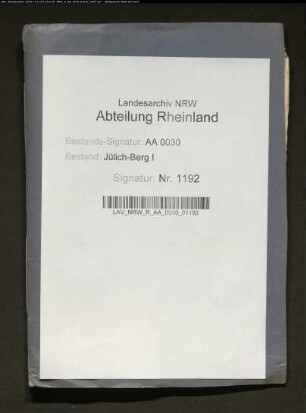 Landesarchiv NRW
Abteilung Rheinland
Bestands-Signatur: AA 0030
Bestand: Jülich-Berg I
Signatur: Nr. 1192
LAV_NRW_R_AA_0030_01192